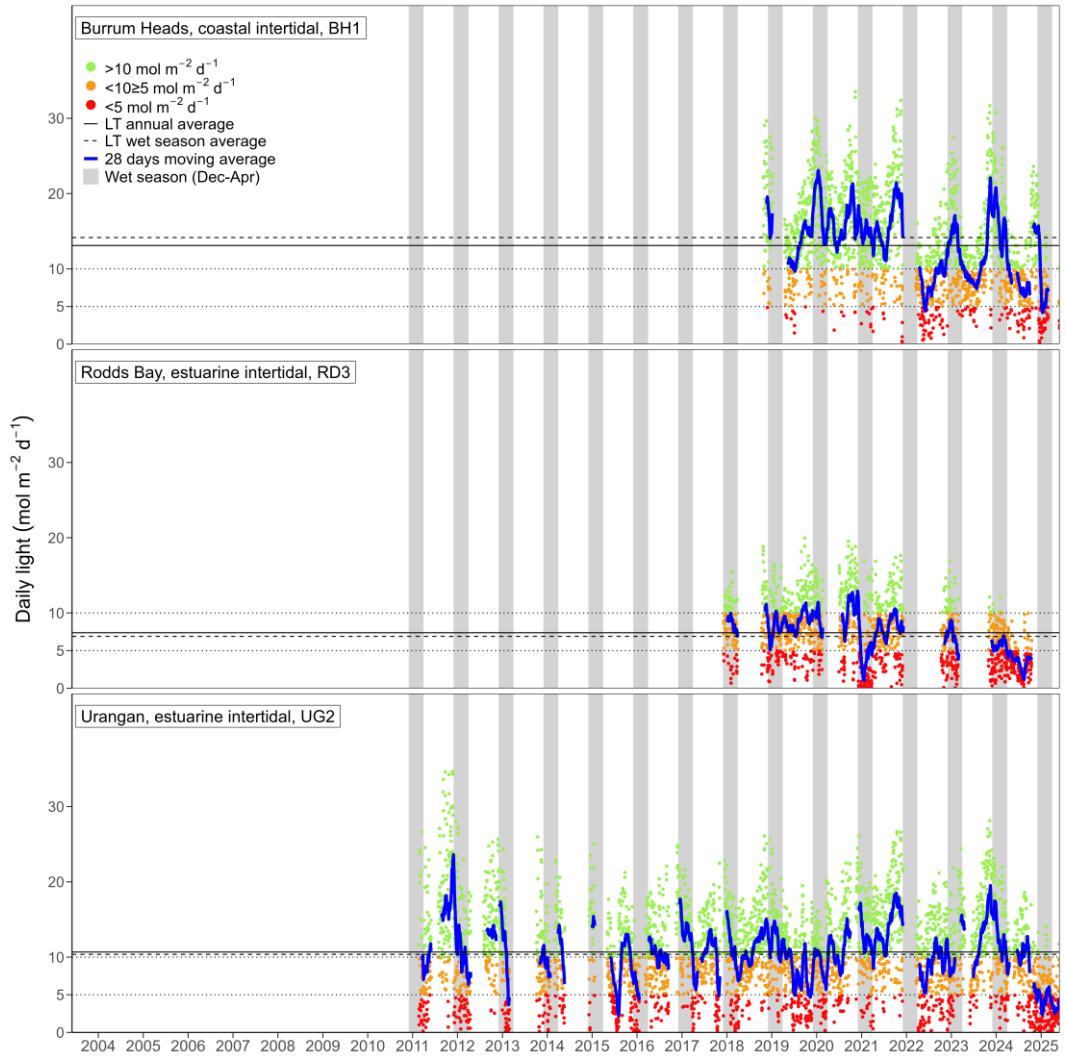 Burrum Heads, coastal intertidal, BH1
>10 mol m⁻² d⁻¹
<10≥5 mol m⁻² d⁻¹
<5 mol m⁻² d⁻¹
LT annual average
LT wet season average
28 days moving average
Wet season (Dec-Apr)
30
20
10
5
0
Rodds Bay, estuarine intertidal, RD3
30
20
10
5
0
Urangan, estuarine intertidal, UG2
30
20
10
5
0
Daily light (mol m⁻² d⁻¹)
2004 2005 2006 2007 2008 2009 2010 2011 2012 2013 2014 2015 2016 2017 2018 2019 2020 2021 2022 2023 2024 2025